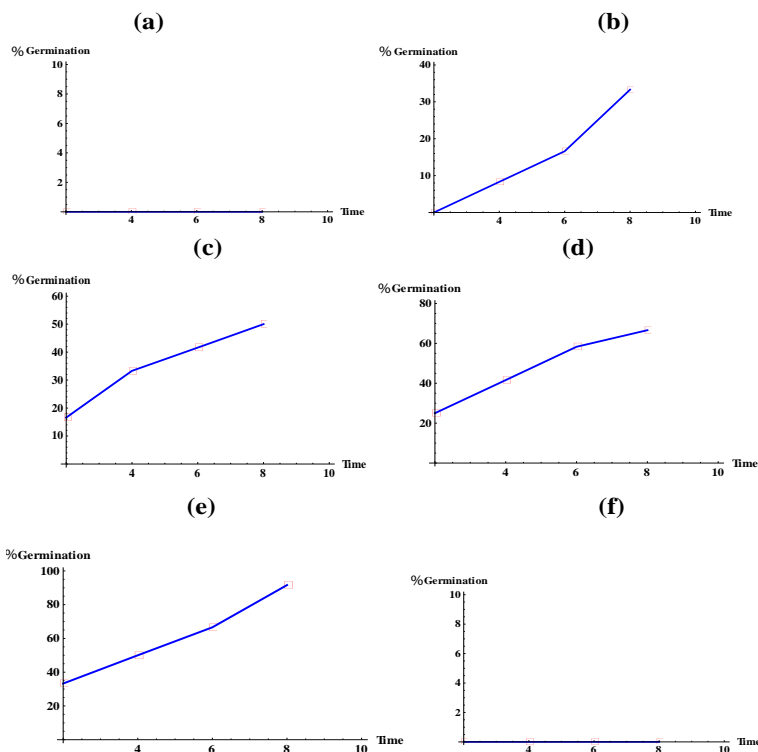 (a)
% Germination
10
8
6
4
2
4 6 8 10 Time
(b)
% Germination
40
30
20
10
4 6 8 10 Time
(c)
% Germination
60
50
40
30
20
10
4 6 8 10 Time
(d)
% Germination
80
60
40
20
4 6 8 10 Time
(e)
%Germination
100
80
60
40
20
4 6 8 10 Time
(f)
% Germination
10
8
6
4
2
4 6 8 10 Time